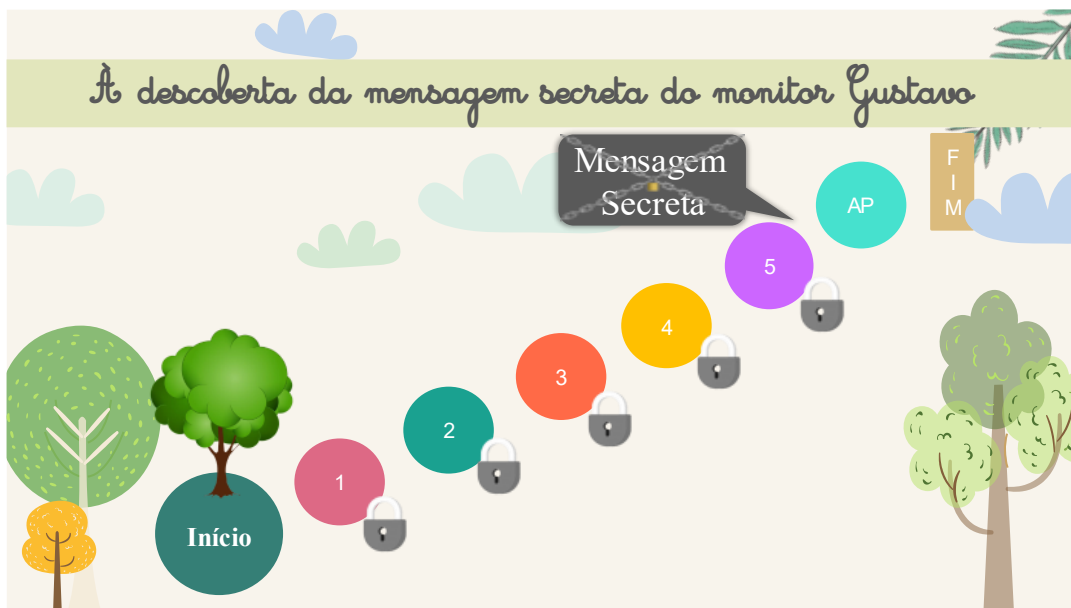 À descoberta da mensagem secreta do monitor Gustavo
Mensagem
Secreta
F
I
M
AP
5
4
3
2
1
Início